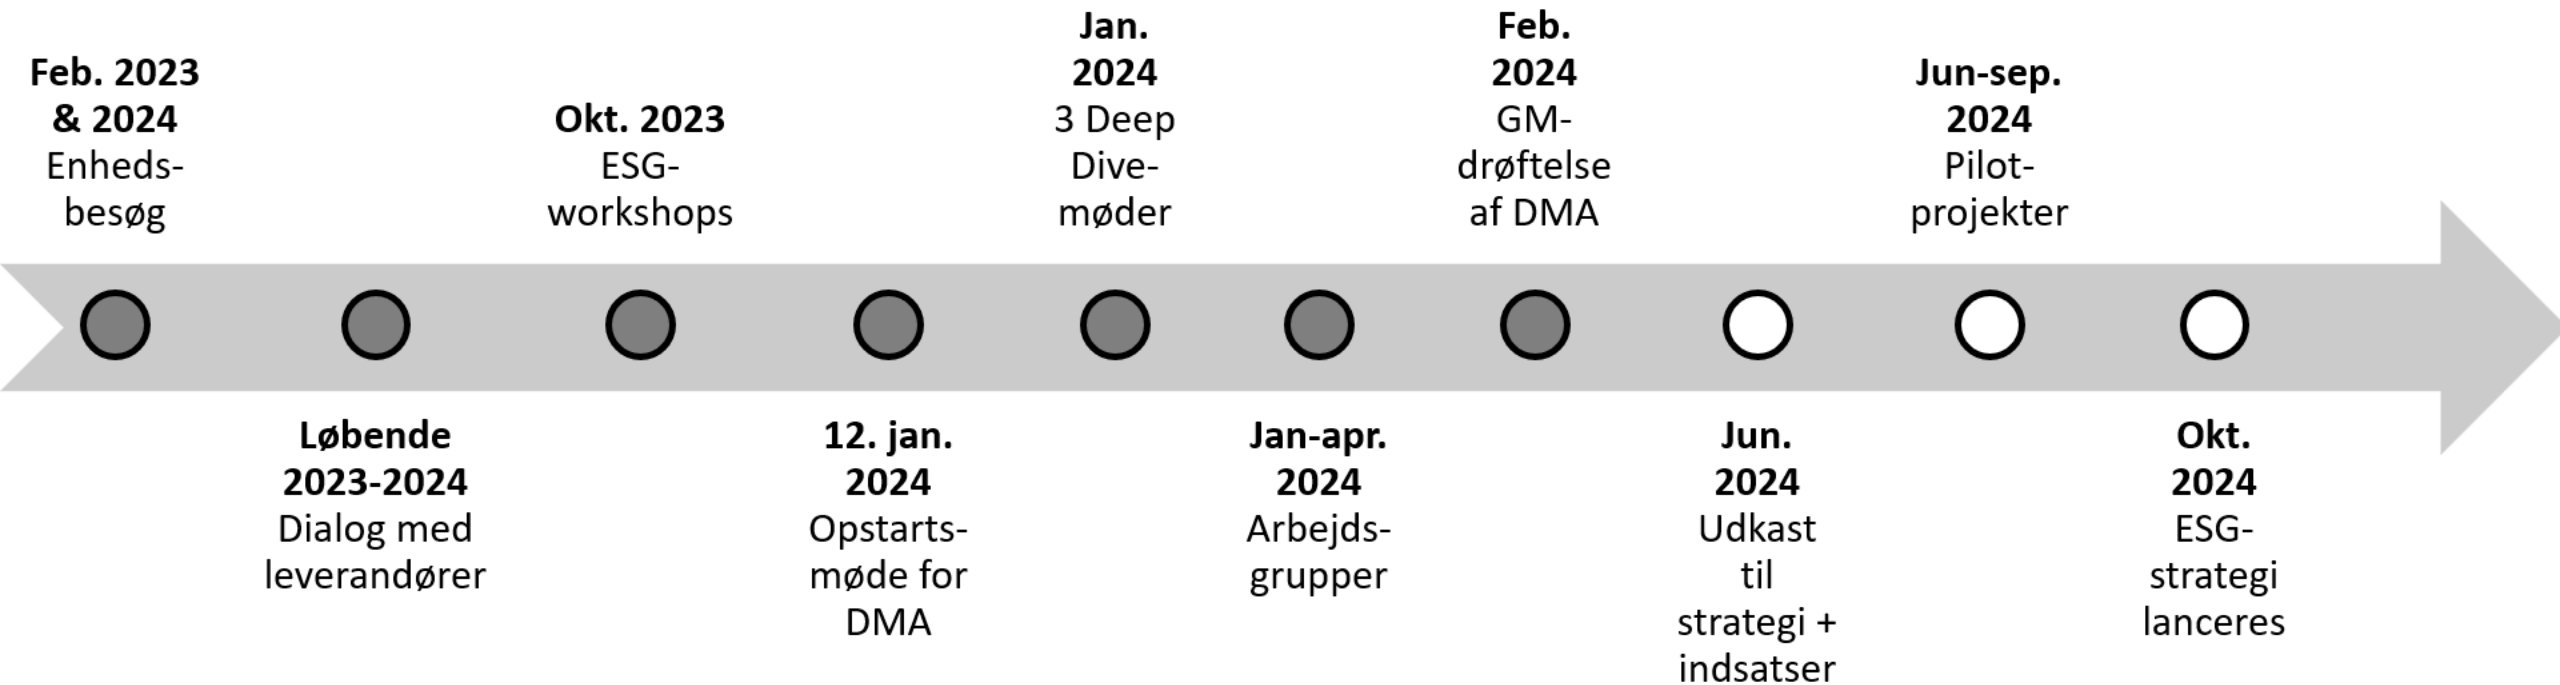 Feb. 2023
& 2024
Enheds-
besøg
Løbende
2023-2024
Dialog med
leverandører
Okt. 2023
ESG-
workshops
12. jan.
2024
Opstarts-
møde for
DMA
Jan.
2024
3 Deep
Dive-
møder
Jan-apr.
2024
Arbejds-
grupper
Feb.
2024
GM-
drøftelse
af DMA
Jun.
2024
Udkast
til
strategi +
indsatser
Jun-sep.
2024
Pilot-
projekter
Okt.
2024
ESG-
strategi
lanceres